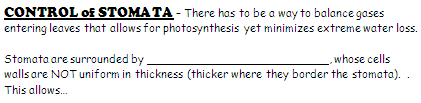 CONTROL of STOMATA - There has to be a way to balance gases
entering leaves that allows for photosynthesis yet minimizes extreme water loss.
Stomata are surrounded by ______________________________, whose cells
walls are NOT uniform in thickness (thicker where they border the stomata). .
This allows...